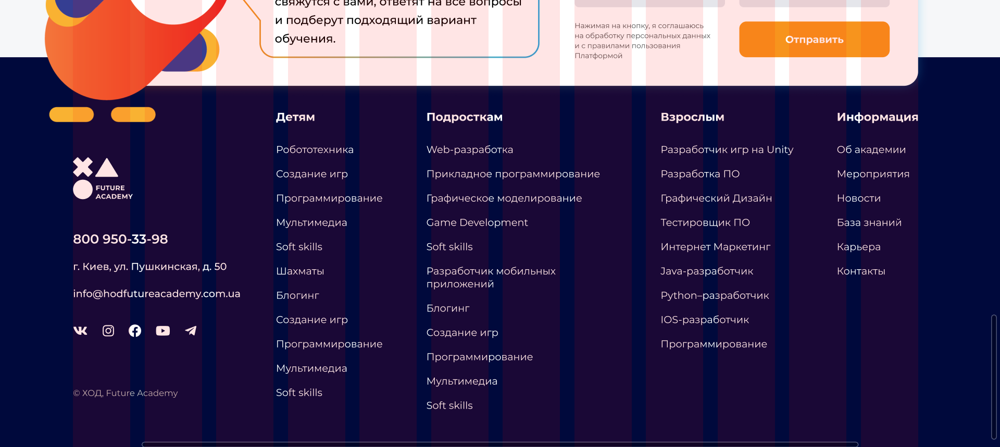 свяжутся с вами, ответят на все вопросы
и подберут подходящий вариант
обучения.
Нажимая на кнопку, я соглашаюсь
на обработку персональных данных
и с правилами пользования
Платформой
Отправить
FUTURE
ACADEMY
800 950-33-98
г. Киев, ул. Пушкинская, д. 50
info@hodfutureacademy.com.ua
© ХОД, Future Academy
Детям
Робототехника
Создание игр
Программирование
Мультимедиа
Soft skills
Шахматы
Блогинг
Создание игр
Программирование
Мультимедиа
Soft skills
Подросткам
Web-разработка
Прикладное программирование
Графическое моделирование
Game Development
Soft skills
Разработчик мобильных
приложений
Блогинг
Создание игр
Программирование
Мультимедиа
Soft skills
Взрослым
Разработчик игр на Unity
Разработка ПО
Графический Дизайн
Тестировщик ПО
Интернет Маркетинг
Java-разработчик
Python–разработчик
IOS-разработчик
Программирование
Информация
Об академии
Мероприятия
Новости
База знаний
Карьера
Контакты